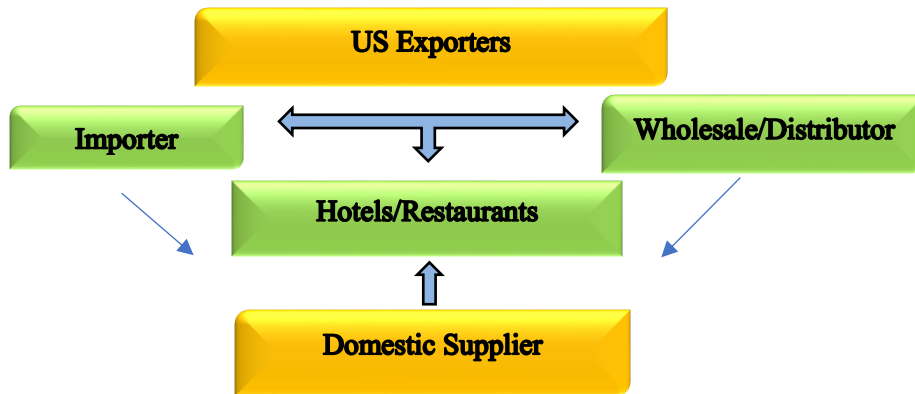 US Exporters
Importer
Wholesale/Distributor
Hotels/Restaurants
Domestic Supplier